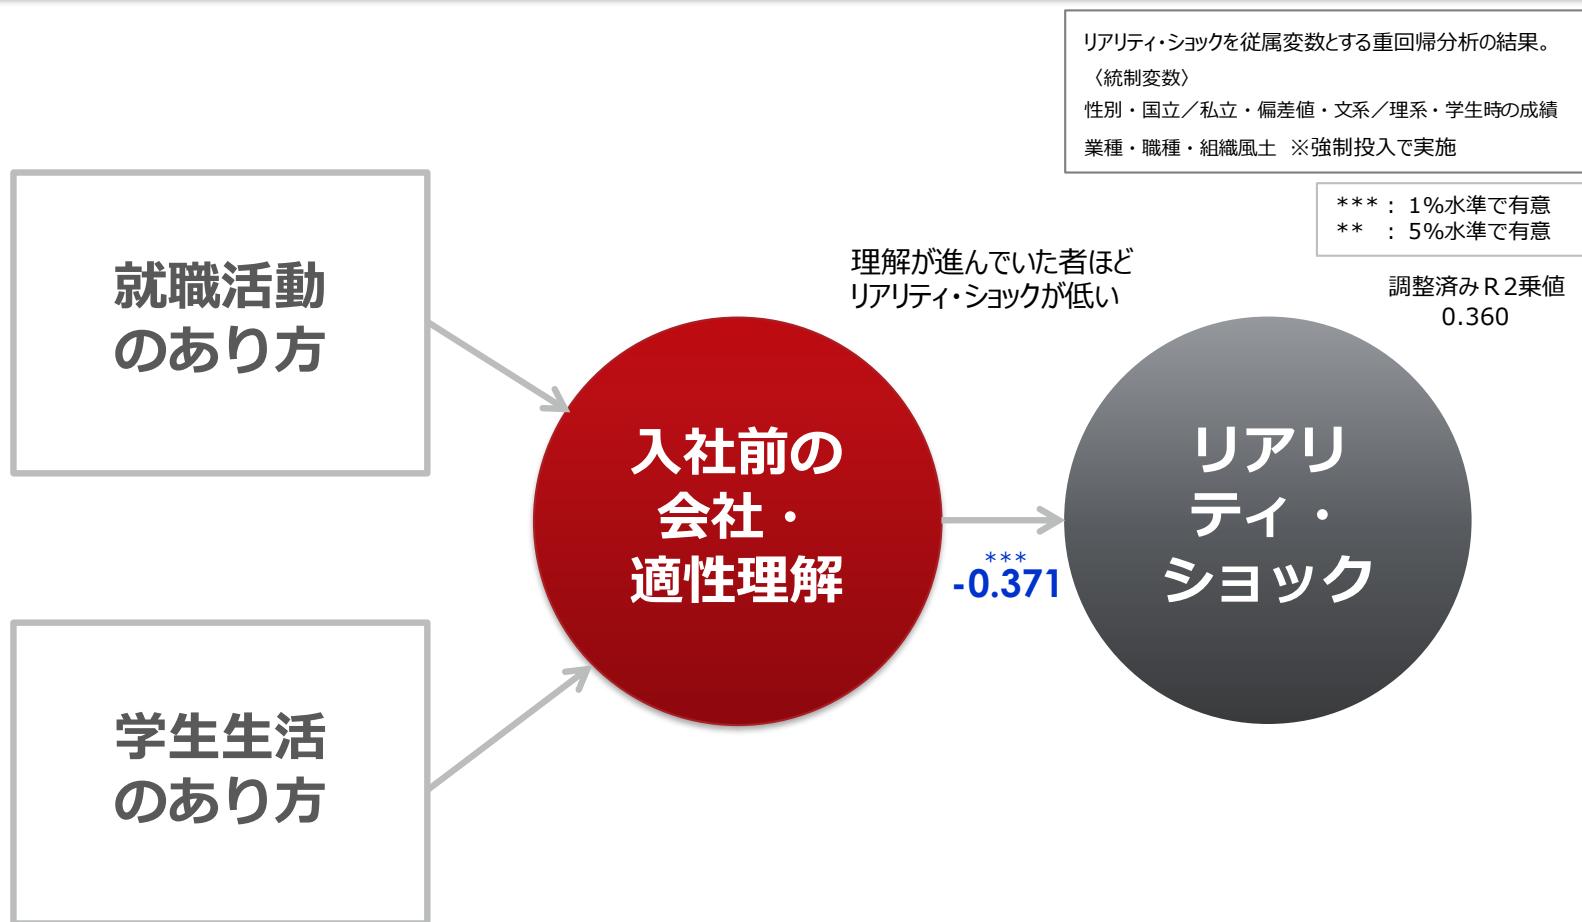 リアリティ・ショックを従属変数とする重回帰分析の結果。
〈統制変数〉
性別・国立／私立・偏差値・文系／理系・学生時の成績
業種・職種・組織風土 ※強制投入で実施
***： 1%水準で有意
** ： 5%水準で有意
調整済みＲ2乗値
0.360
理解が進んでいた者ほど
リアリティ・ショックが低い
就職活動
のあり方
入社前の
会社・
適性理解
***
-0.371
リアリ
ティ・
ショック
学生生活
のあり方